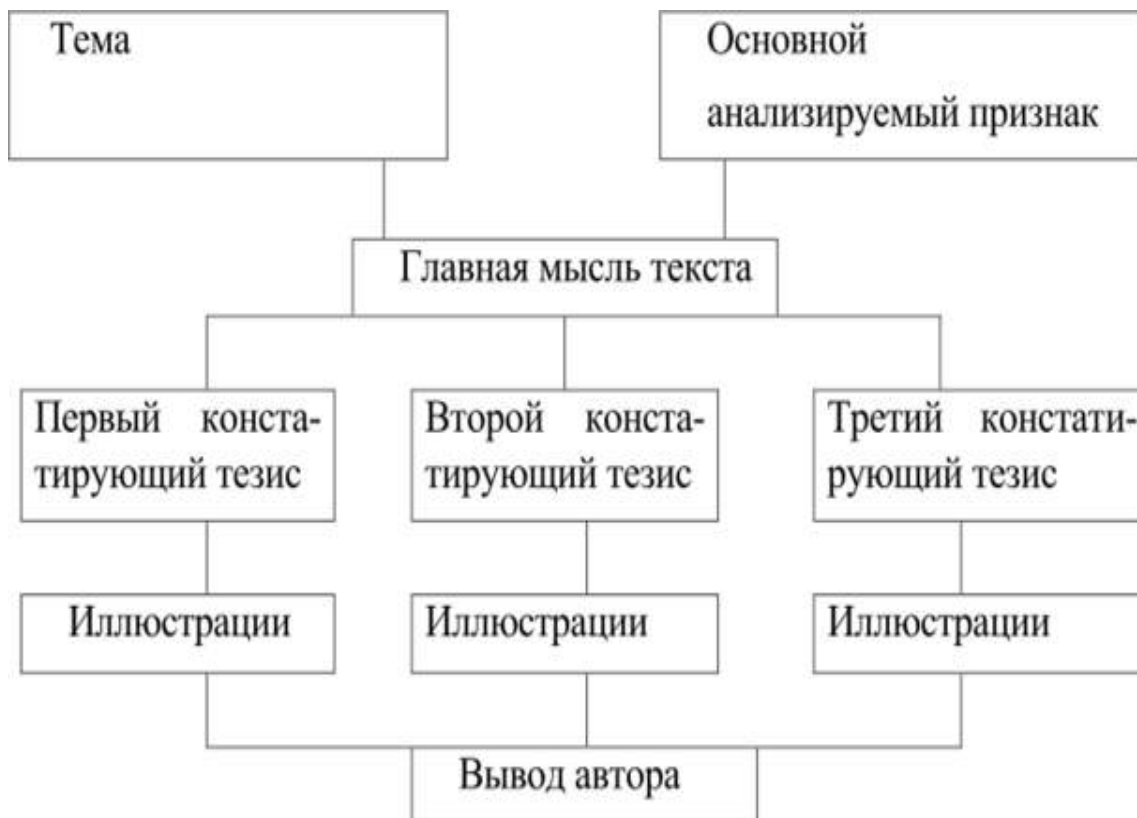 Тема
Основной
анализируемый признак
Главная мысль текста
Первый конста-
тирующий тезис
Второй конста-
тирующий тезис
Третий констати-
рующий тезис
Иллюстрации
Иллюстрации
Иллюстрации
Вывод автора